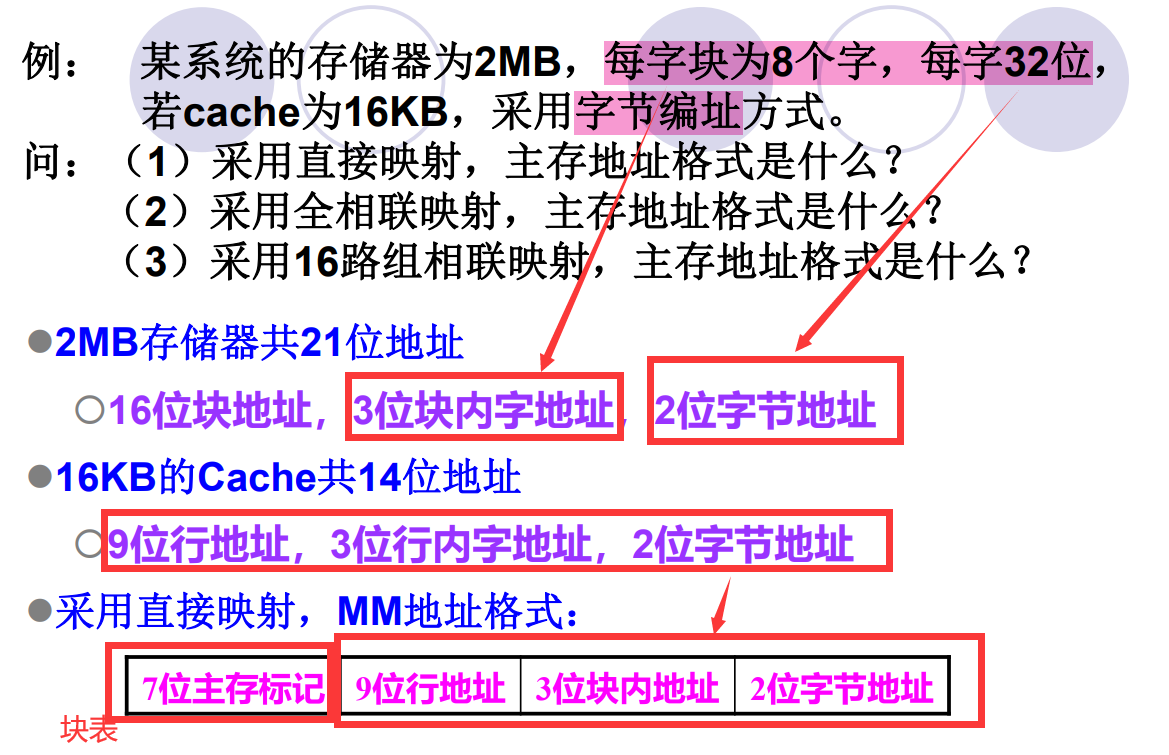 例： 某系统的存储器为2MB，每字块为8个字，每字32位，
若cache为16KB，采用字节编址方式。
问：（1）采用直接映射，主存地址格式是什么？
（2）采用全相联映射，主存地址格式是什么？
（3）采用16路组相联映射，主存地址格式是什么？
●2MB存储器共21位地址
○16位块地址，3位块内字地址，2位字节地址
●16KB的Cache共14位地址
○9位行地址，3位行内字地址，2位字节地址
●采用直接映射，MM地址格式：
7位主存标记 9位行地址 3位块内地址 2位字节地址
块表